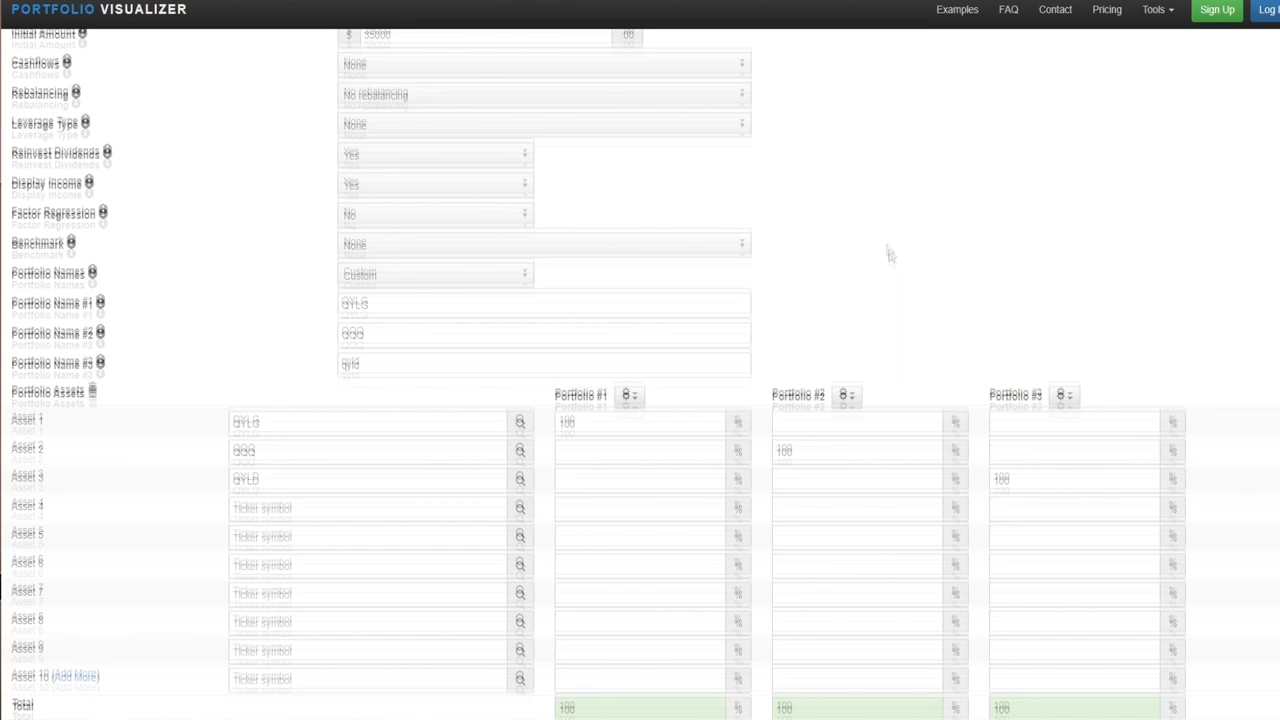 PORTFOLIO VISUALIZER Examples FAQ Contact Pricing Tools Sign Up Log
Initial Amount $ 35000 .00
Cashflows None
Rebalancing No rebalancing
Leverage Type None
Reinvest Dividends Yes
Display Income Yes
Factor Regression No
Benchmark None
Portfolio Names Custom
Portfolio Name #1 QYLG
Portfolio Name #2 QQQ
Portfolio Name #3 qyld
Portfolio Assets Portfolio #1 Portfolio #2 Portfolio #3
Asset 1 QYLG 100 % % %
Asset 2 QQQ % 100 % %
Asset 3 QYLD % % 100 %
Asset 4 Ticker symbol % % %
Asset 5 Ticker symbol % % %
Asset 6 Ticker symbol % % %
Asset 7 Ticker symbol % % %
Asset 8 Ticker symbol % % %
Asset 9 Ticker symbol % % %
Asset 10 (Add More) Ticker symbol % % %
Total 100 % 100 % 100 %